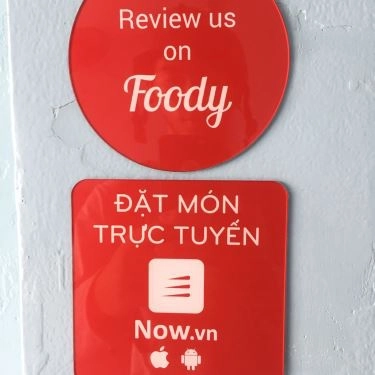 Review us
on
Foody
ĐẶT MÓN
TRỰC TUYẾN
Now.vn